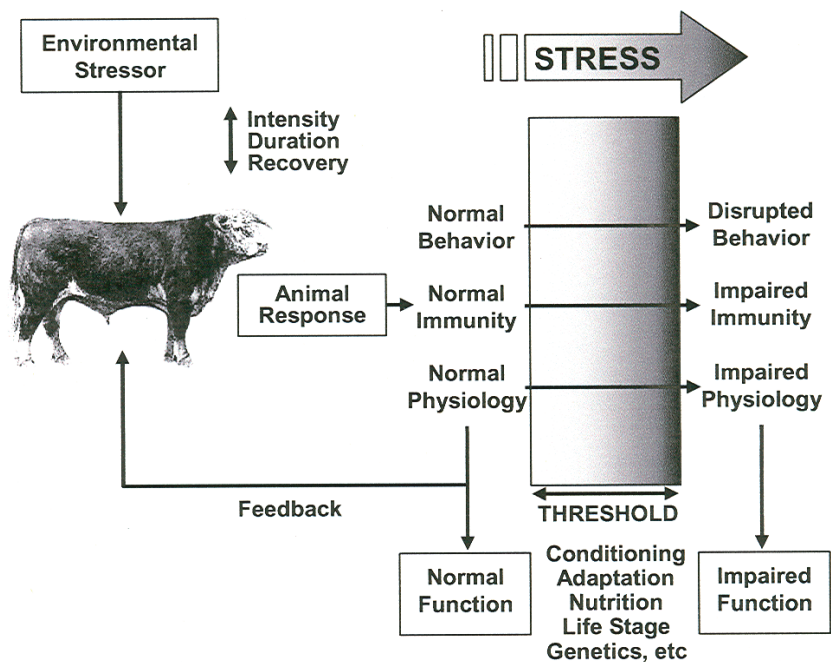 Environmental
Stressor
STRESS
Intensity
Duration
Recovery
Normal
Behavior
Disrupted
Behavior
Animal
Response
Normal
Immunity
Impaired
Immunity
Normal
Physiology
Impaired
Physiology
Feedback
THRESHOLD
Conditioning
Adaptation
Nutrition
Life Stage
Genetics, etc
Normal
Function
Impaired
Function